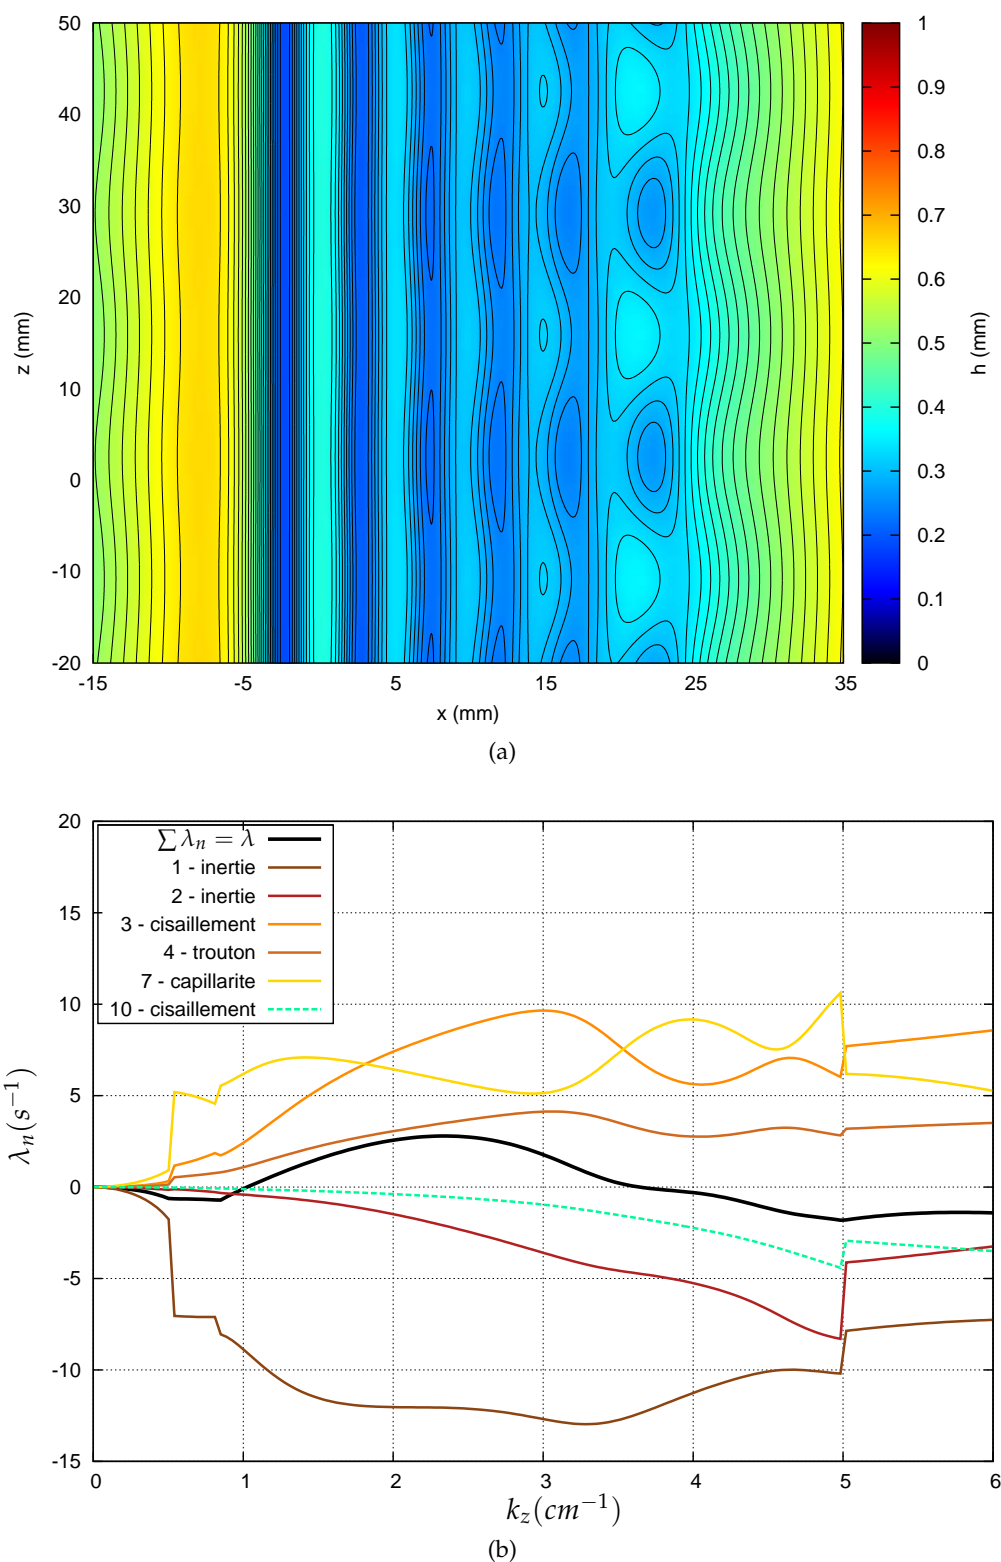 50
40
30
20
10
0
-10
-20
z (mm)
-15
-5
5
15
25
35
x (mm)
1
0.9
0.8
0.7
0.6
0.5
0.4
0.3
0.2
0.1
0
h (mm)
(a)
20
15
10
5
0
-5
-10
-15
λₙ(s⁻¹)
∑ λₙ = λ
1 - inertie
2 - inertie
3 - cisaillement
4 - trouton
7 - capillarite
10 - cisaillement
0
1
2
3
4
5
6
k_z(cm⁻¹)
(b)